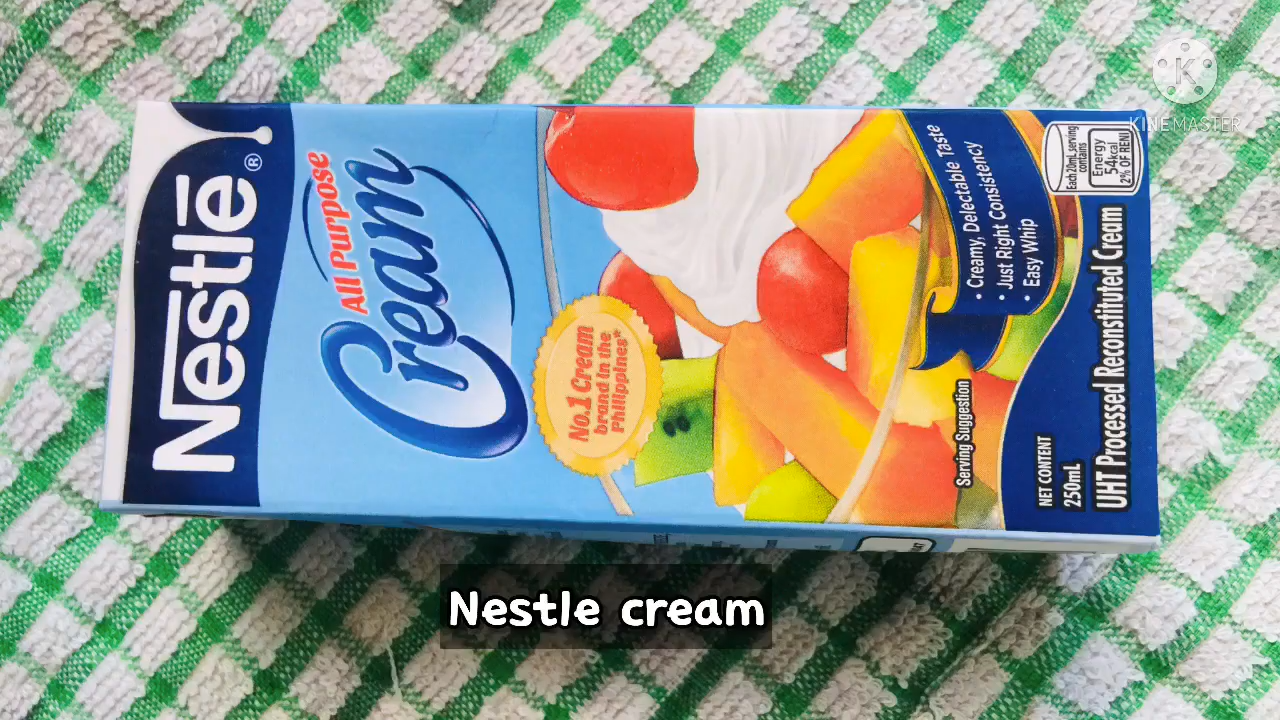 Nestlé®
All Purpose
Cream
No.1 Cream
brand in the
Philippines*
• Creamy, Delectable Taste
• Just Right Consistency
• Easy Whip
Each 20mL serving
contains
Energy
54kcal
2% OF RENI
Serving Suggestion
NET CONTENT
250mL
UHT Processed Reconstituted Cream
K
KINEMASTER
Nestle cream